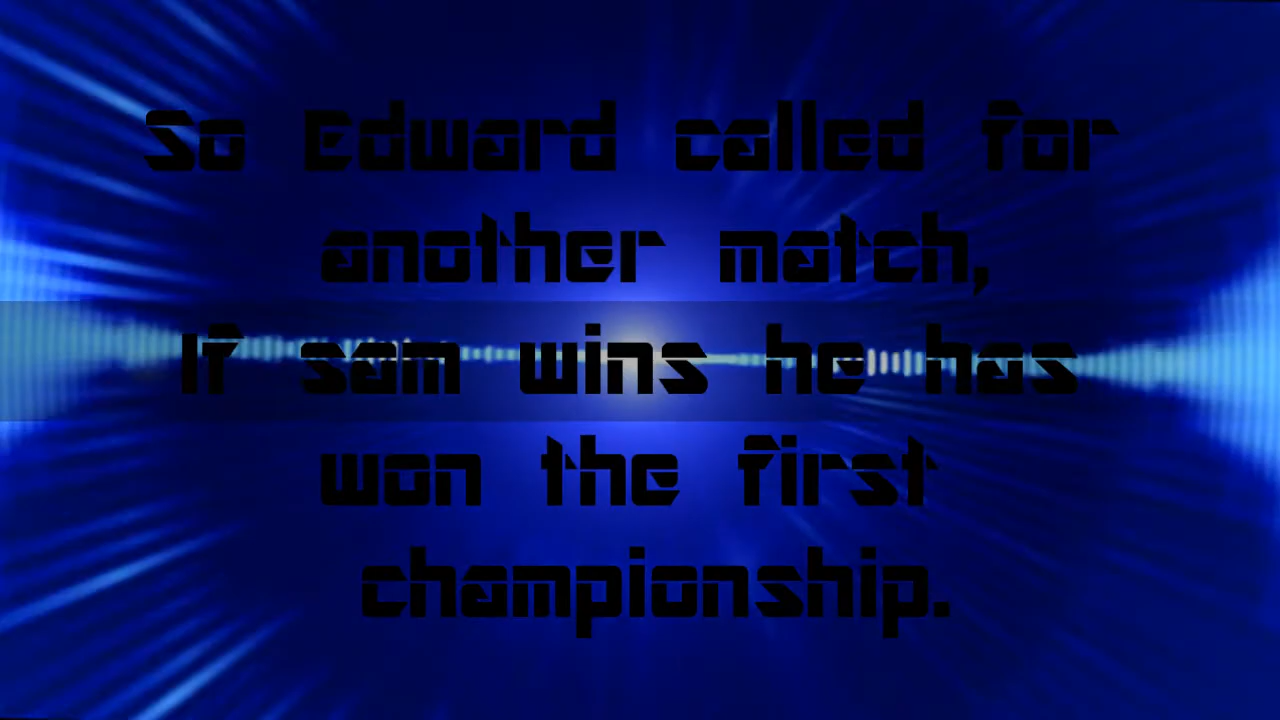 So Edward called for
another match,
If sam wins he has
won the first
championship.